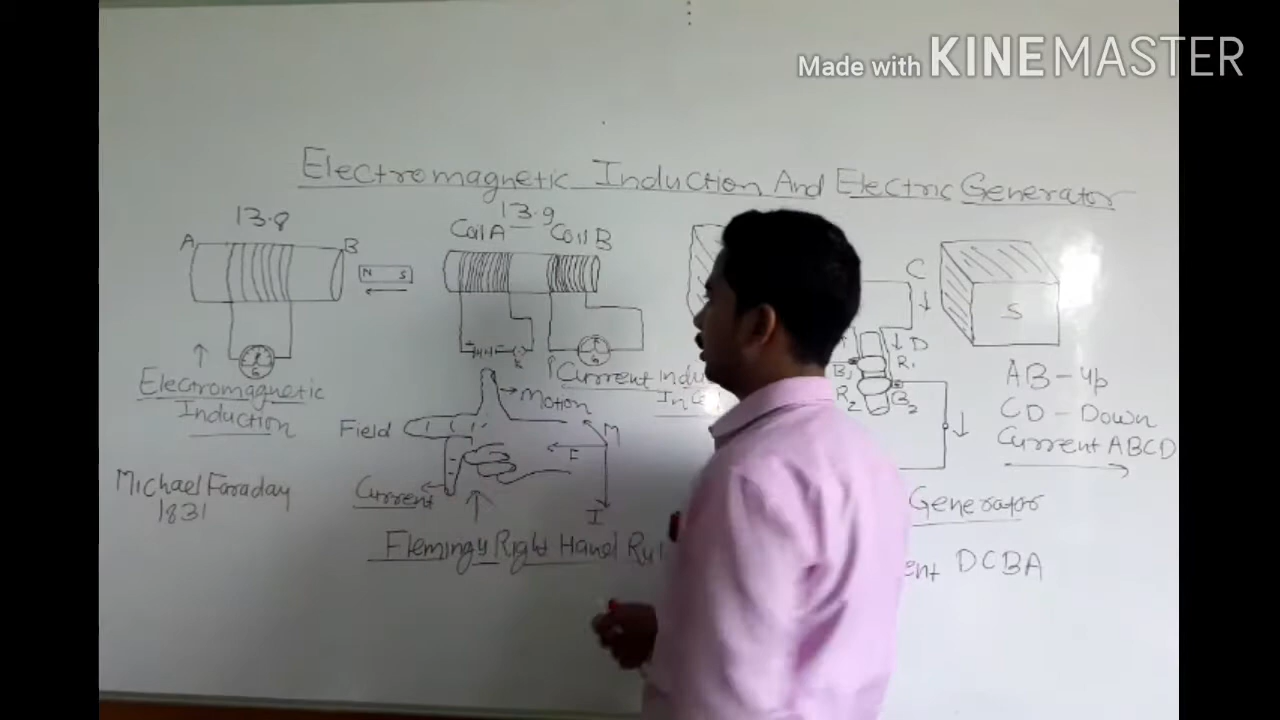 Made with KINEMASTER
Electromagnetic Induction And Electric Generator
13.8
13.9
A
B
Coil A
Coil B
N S
G
K
G
Electromagnetic
Induction
Current Indu
In
Michael Faraday
1831
Motion
Field
Current
M
F
I
Flemings Right Hand Rul
C
D
S
B1
R1
R2
B2
AB - Up
CD - Down
Current ABCD
Generator
ent DCBA